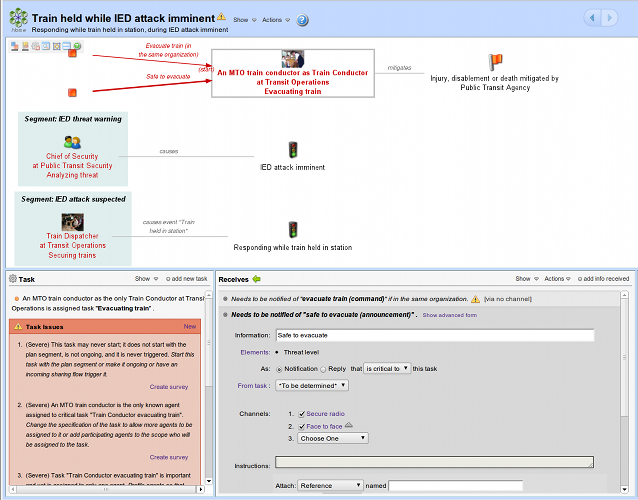 Train held while IED attack imminent
Show
Actions
Home
Responding while train held in station, during IED attack imminent
Evacuate train (in
the same organization)
(start)
Safe to evacuate
An MTO train conductor as Train Conductor
at Transit Operations
Evacuating train
mitigates
Injury, disablement or death mitigated by
Public Transit Agency
Segment: IED threat warning
Chief of Security
at Public Transit Security
Analyzing threat
causes
IED attack imminent
Segment: IED attack suspected
Train Dispatcher
at Transit Operations
Securing trains
causes event "Train
held in station"
Responding while train held in station
Task
Show
add new task
An MTO train conductor as the only Train Conductor at Transi
Operations is assigned task "Evacuating train" .
Task Issues
New
1. (Severe) This task may never start; it does not start with the
plan segment, is not ongoing, and it is never triggered. Start this
task with the plan segment or make it ongoing or have an
incoming sharing flow trigger it.
Create survey
2. (Severe) An MTO train conductor is the only known agent
assigned to critical task "Train Conductor evacuating train".
Change the specification of the task to allow more agents to be
assigned to it or add participating agents to the scope who will
be assigned to the task.
Create survey
3. (Severe) Task "Train Conductor evacuating train" is important
Receives
Show
Actions
add info received
Needs to be notified of "evacuate train (command)" if in the same organization.
[via no channel]
Needs to be notified of "safe to evacuate (announcement)" .
Show advanced form
Information:
Safe to evacuate
Elements:
Threat level
As:
Notification
Reply
that
is critical to
this task
From task :
*To be determined*
Channels:
1.
Secure radio
2.
Face to face
3.
Choose One
Instructions:
Attach:
Reference
named